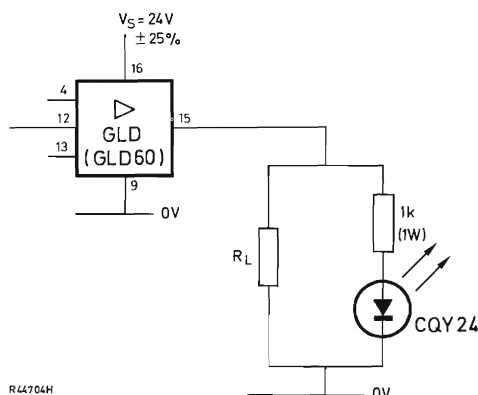 V_S = 24V
± 25%
16
4
12
13
▷
GLD
(GLD60)
15
9
0V
1k
(1W)
R_L
CQY24
R44704H
0V